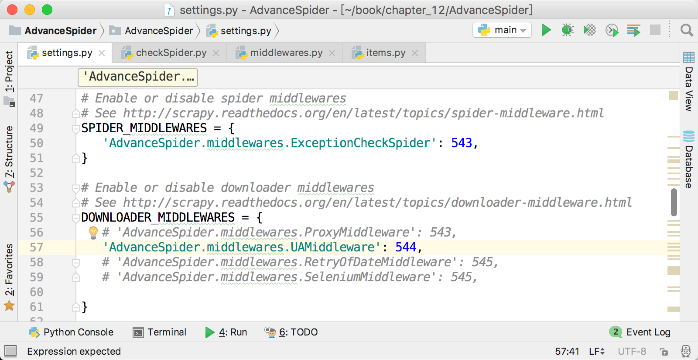 settings.py - AdvanceSpider - [~/book/chapter_12/AdvanceSpider]
AdvanceSpider AdvanceSpider settings.py main
settings.py checkSpider.py middlewares.py items.py
1: Project
7: Structure
2: Favorites
Data View
Database
'AdvanceSpider.…
47 # Enable or disable spider middlewares
48 # See http://scrapy.readthedocs.org/en/latest/topics/spider-middleware.html
49 SPIDER_MIDDLEWARES = {
50 'AdvanceSpider.middlewares.ExceptionCheckSpider': 543,
51 }
52
53 # Enable or disable downloader middlewares
54 # See http://scrapy.readthedocs.org/en/latest/topics/downloader-middleware.html
55 DOWNLOADER_MIDDLEWARES = {
56 # 'AdvanceSpider.middlewares.ProxyMiddleware': 543,
57 'AdvanceSpider.middlewares.UAMiddleware': 544,
58 # 'AdvanceSpider.middlewares.RetryOfDateMiddleware': 545,
59 # 'AdvanceSpider.middlewares.SeleniumMiddleware': 545,
60
61 }
Python Console Terminal 4: Run 6: TODO 2 Event Log
Expression expected 57:41 LF UTF-8